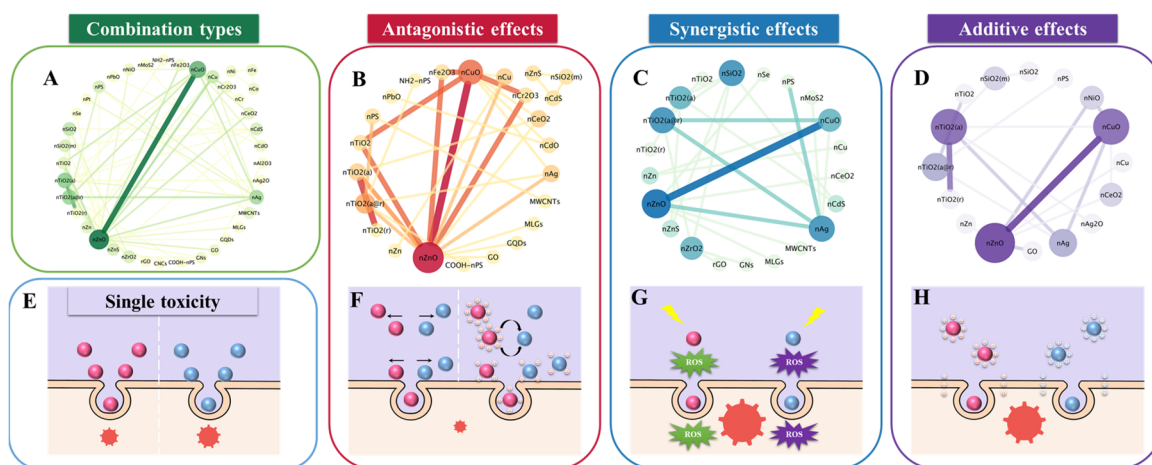 Combination types
Antagonistic effects
Synergistic effects
Additive effects
A
NH2-nPS
nFe2O3
nMoS2
nCuO
nNiO
nCu
nNi
nFe
nPbO
nCr2O3
nCo
nPS
nCr
nPt
nCeO2
nSe
nCdS
nSiO2
nCdO
nSiO2(m)
nAl2O3
nTiO2
nAg2O
nTiO2(a)
nAg
nTiO2(a@r)
MWCNTs
nTiO2(r)
MLGs
nZn
GQDs
nZnO
GO
nZnS
nZrO2
GNs
rGO
CNCs
COOH-nPS
B
nFe2O3
nCuO
nCu
nZnS
nSiO2(m)
NH2-nPS
nCr2O3
nCdS
nPbO
nCeO2
nPS
nCdO
nTiO2
nAg
nTiO2(a)
nTiO2(a@r)
MWCNTs
nTiO2(r)
MLGs
nZn
GQDs
nZnO
GO
COOH-nPS
C
nSiO2
nSe
nTiO2
nPS
nTiO2(a)
nMoS2
nTiO2(a@r)
nCuO
nTiO2(r)
nCu
nZn
nCeO2
nZnO
nCdS
nZnS
nAg
nZrO2
MWCNTs
rGO
GNs
MLGs
D
nSiO2
nSiO2(m)
nPS
nTiO2
nNiO
nTiO2(a)
nCuO
nTiO2(a@r)
nCu
nTiO2(r)
nCeO2
nZn
nAg2O
nZnO
nAg
GO
E
Single toxicity
F
G
ROS
ROS
ROS
ROS
H